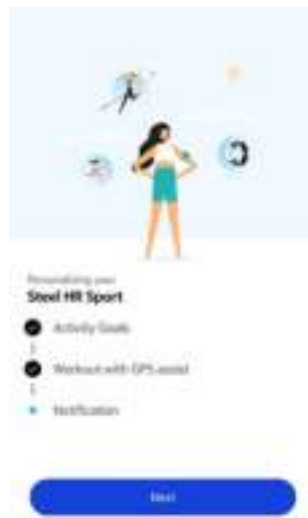 Personalizing your
Steel HR Sport
Activity Goals
Workout with GPS assist
Notification
Next